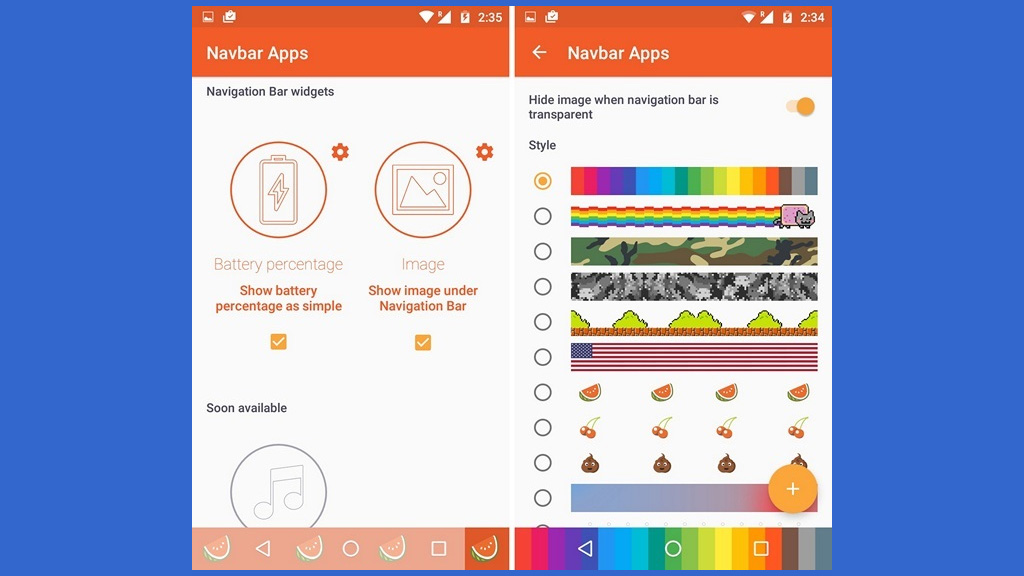 2:35
Navbar Apps
Navigation Bar widgets
Battery percentage
Show battery
percentage as simple
Image
Show image under
Navigation Bar
Soon available
R
2:34
Navbar Apps
Hide image when navigation bar is
transparent
Style
R